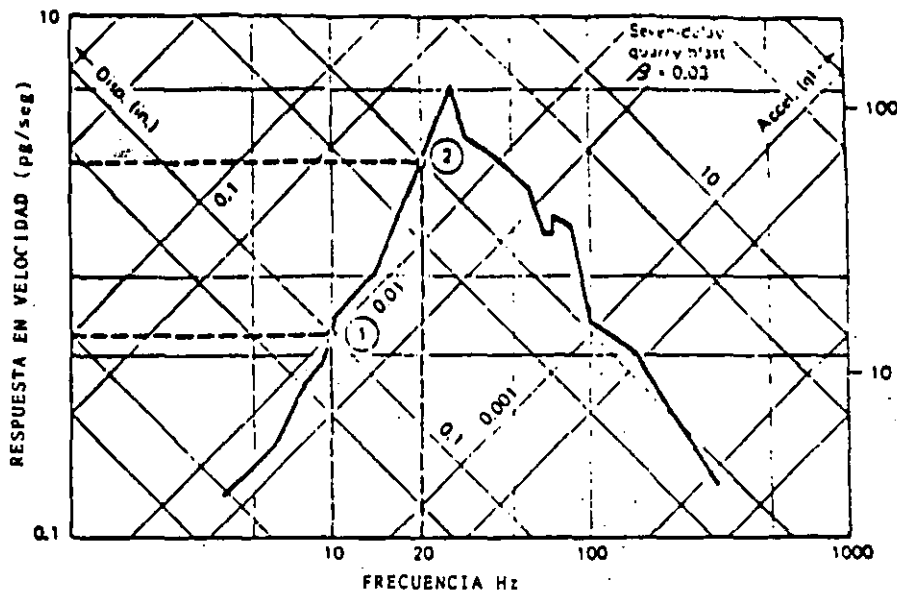 10
100
10
RESPUESTA EN VELOCIDAD (pg/seg)
Disp. (in.)
Seven-delay
quarry blast
β = 0.03
Accel. (g)
0.1
10
2
0.01
1
0.1
0.001
0.1
10
20
100
1000
FRECUENCIA Hz